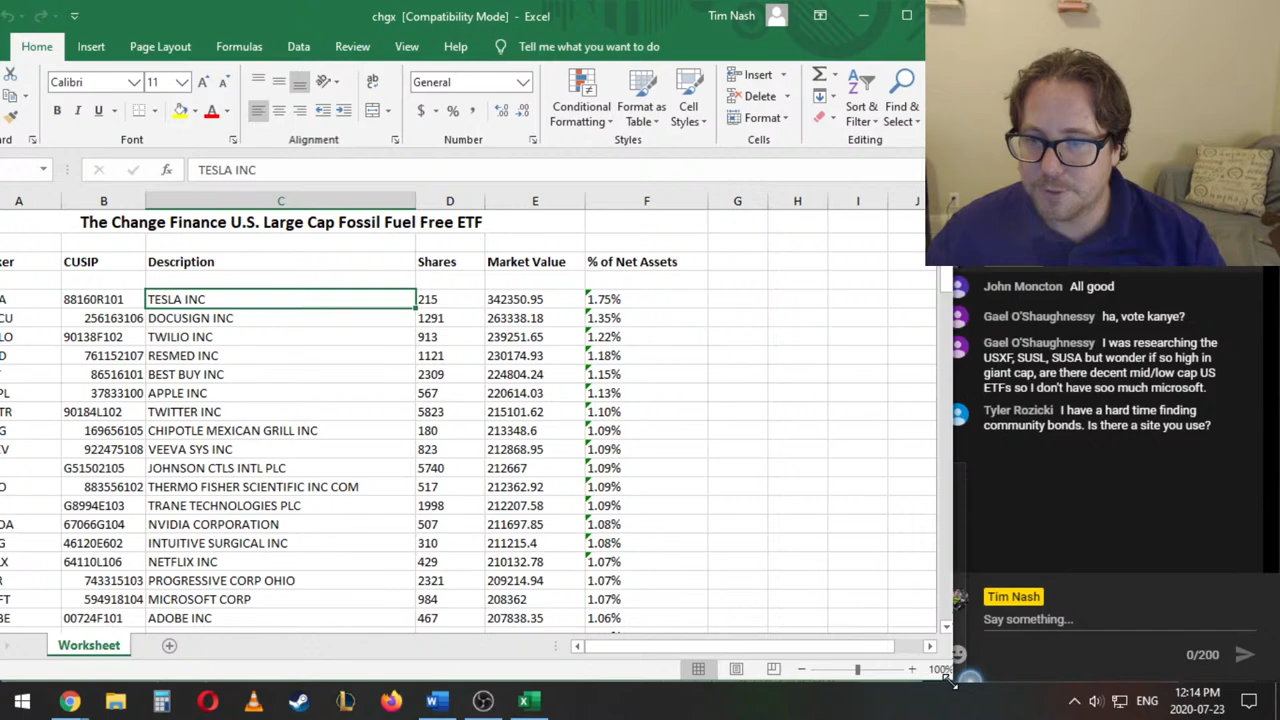 chgx [Compatibility Mode] - Excel
Tim Nash
Home Insert Page Layout Formulas Data Review View Help Tell me what you want to do
Calibri 11
General
Conditional Formatting
Format as Table
Cell Styles
Insert
Delete
Format
Sort & Filter
Find & Select
ard Font Alignment Number Styles Cells Editing
fx TESLA INC
A B C D E F G H I J
The Change Finance U.S. Large Cap Fossil Fuel Free ETF
ker CUSIP Description Shares Market Value % of Net Assets
A 88160R101 TESLA INC 215 342350.95 1.75%
CU 256163106 DOCUSIGN INC 1291 263338.18 1.35%
LO 90138F102 TWILIO INC 913 239251.65 1.22%
D 761152107 RESMED INC 1121 230174.93 1.18%
Y 86516101 BEST BUY INC 2309 224804.24 1.15%
PL 37833100 APPLE INC 567 220614.03 1.13%
TR 90184L102 TWITTER INC 5823 215101.62 1.10%
G 169656105 CHIPOTLE MEXICAN GRILL INC 180 213348.6 1.09%
EV 922475108 VEEVA SYS INC 823 212868.95 1.09%
G51502105 JOHNSON CTLS INTL PLC 5740 212667 1.09%
O 883556102 THERMO FISHER SCIENTIFIC INC COM 517 212362.92 1.09%
G8994E103 TRANE TECHNOLOGIES PLC 1998 212207.58 1.09%
DA 67066G104 NVIDIA CORPORATION 507 211697.85 1.08%
G 46120E602 INTUITIVE SURGICAL INC 310 211215.4 1.08%
LX 64110L106 NETFLIX INC 429 210132.78 1.07%
R 743315103 PROGRESSIVE CORP OHIO 2321 209214.94 1.07%
FT 594918104 MICROSOFT CORP 984 208362 1.07%
BE 00724F101 ADOBE INC 467 207838.35 1.06%
Worksheet
100%
John Moncton All good
Gael O'Shaughnessy ha, vote kanye?
Gael O'Shaughnessy I was researching the
USXF, SUSL, SUSA but wonder if so high in
giant cap, are there decent mid/low cap US
ETFs so I don't have soo much microsoft.
Tyler Rozicki I have a hard time finding
community bonds. Is there a site you use?
Tim Nash
Say something...
0/200
ENG
12:14 PM
2020-07-23